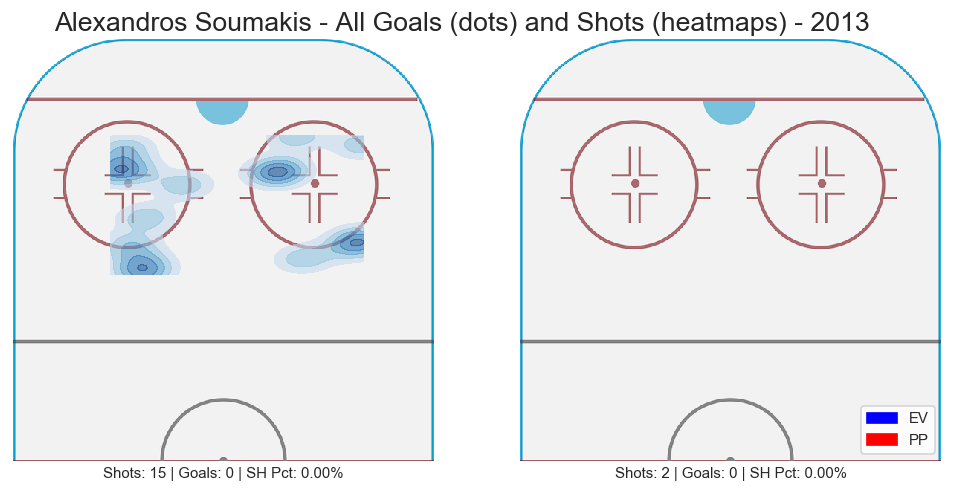 Alexandros Soumakis - All Goals (dots) and Shots (heatmaps) - 2013
EV
PP
Shots: 15 | Goals: 0 | SH Pct: 0.00%
Shots: 2 | Goals: 0 | SH Pct: 0.00%